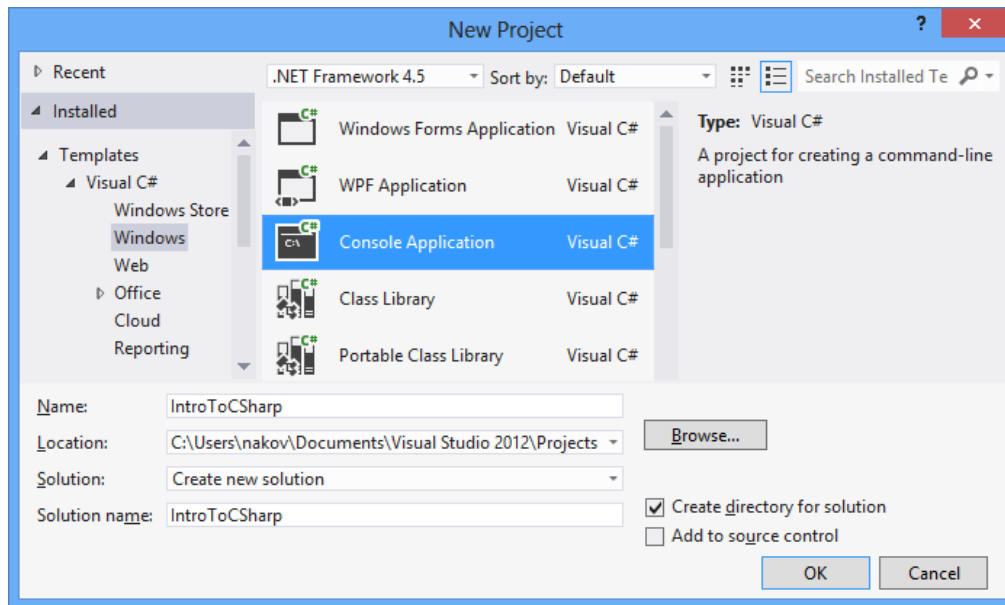 New Project
?
Recent
Installed
Templates
Visual C#
Windows Store
Windows
Web
Office
Cloud
Reporting
.NET Framework 4.5 Sort by: Default Search Installed Te
C# Windows Forms Application Visual C#
C# WPF Application Visual C#
C# C:\ Console Application Visual C#
C# Class Library Visual C#
C# Portable Class Library Visual C#
Type: Visual C#
A project for creating a command-line
application
Name: IntroToCSharp
Location: C:\Users\nakov\Documents\Visual Studio 2012\Projects Browse...
Solution: Create new solution
Solution name: IntroToCSharp
Create directory for solution
Add to source control
OK Cancel